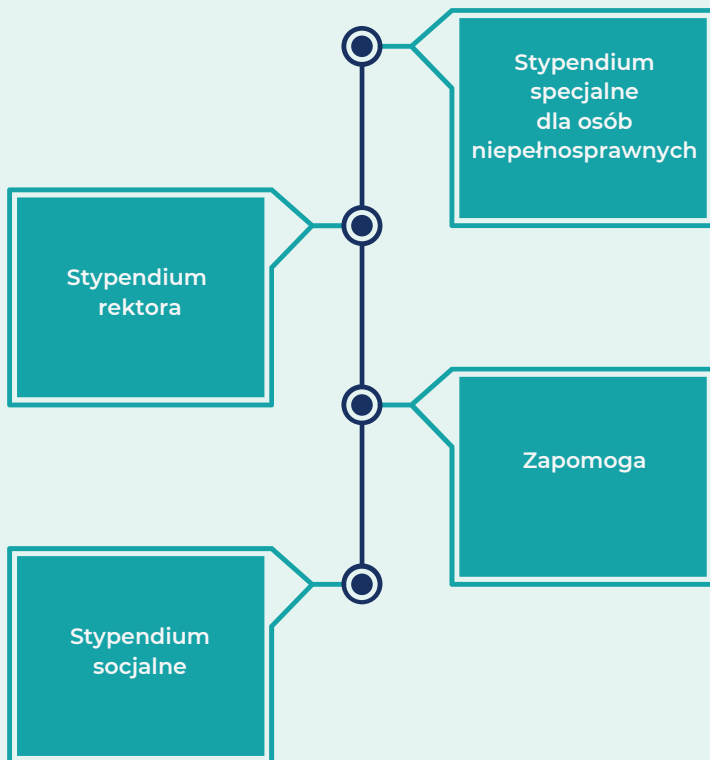 Stypendium
specjalne
dla osób
niepełnosprawnych
Stypendium
rektora
Zapomoga
Stypendium
socjalne